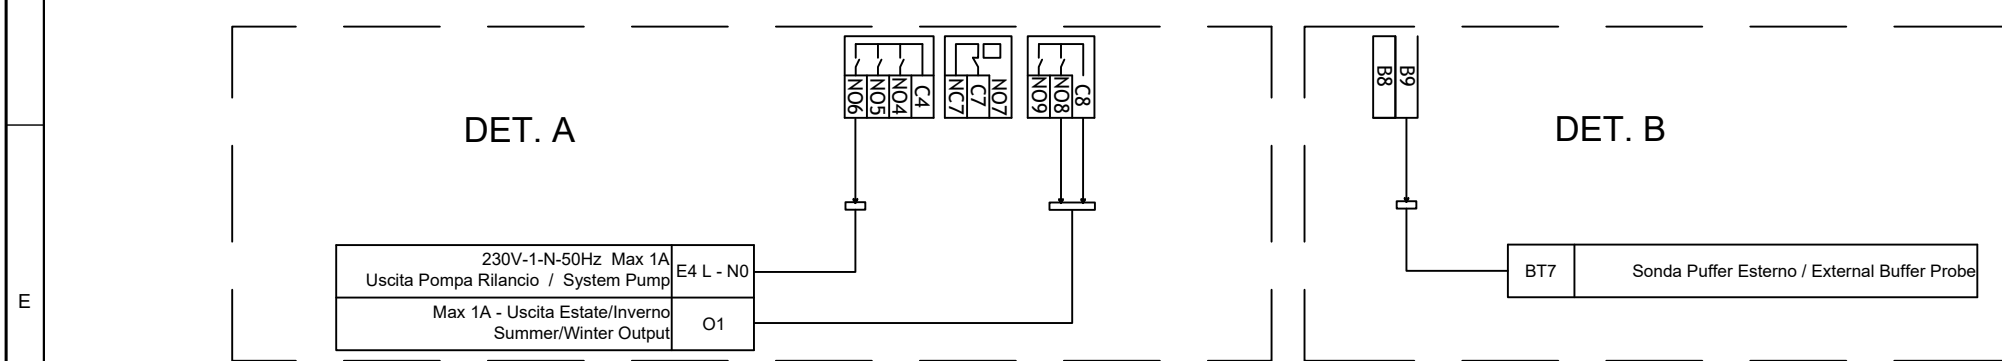 NO6
NO5
NO4
C4
NC7
C7
NO7
NO9
NO8
C8
B8
B9
DET. A
DET. B
230V-1-N-50Hz Max 1A
Uscita Pompa Rilancio / System Pump
E4 L - N0
Max 1A - Uscita Estate/Inverno
Summer/Winter Output
O1
BT7
Sonda Puffer Esterno / External Buffer Probe
E